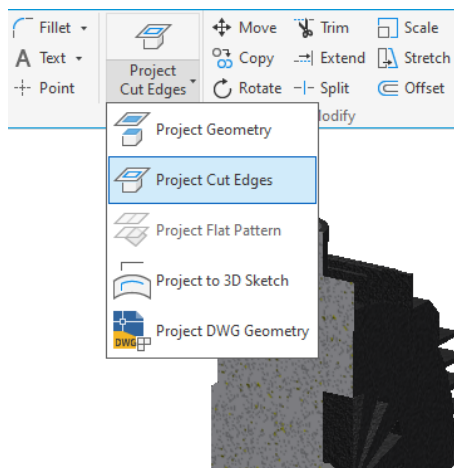 Fillet
Move
Trim
Scale
A Text
Copy
Extend
Stretch
Project
Cut Edges
Point
Rotate
Split
Offset
Modify
Project Geometry
Project Cut Edges
Project Flat Pattern
Project to 3D Sketch
DWG
Project DWG Geometry